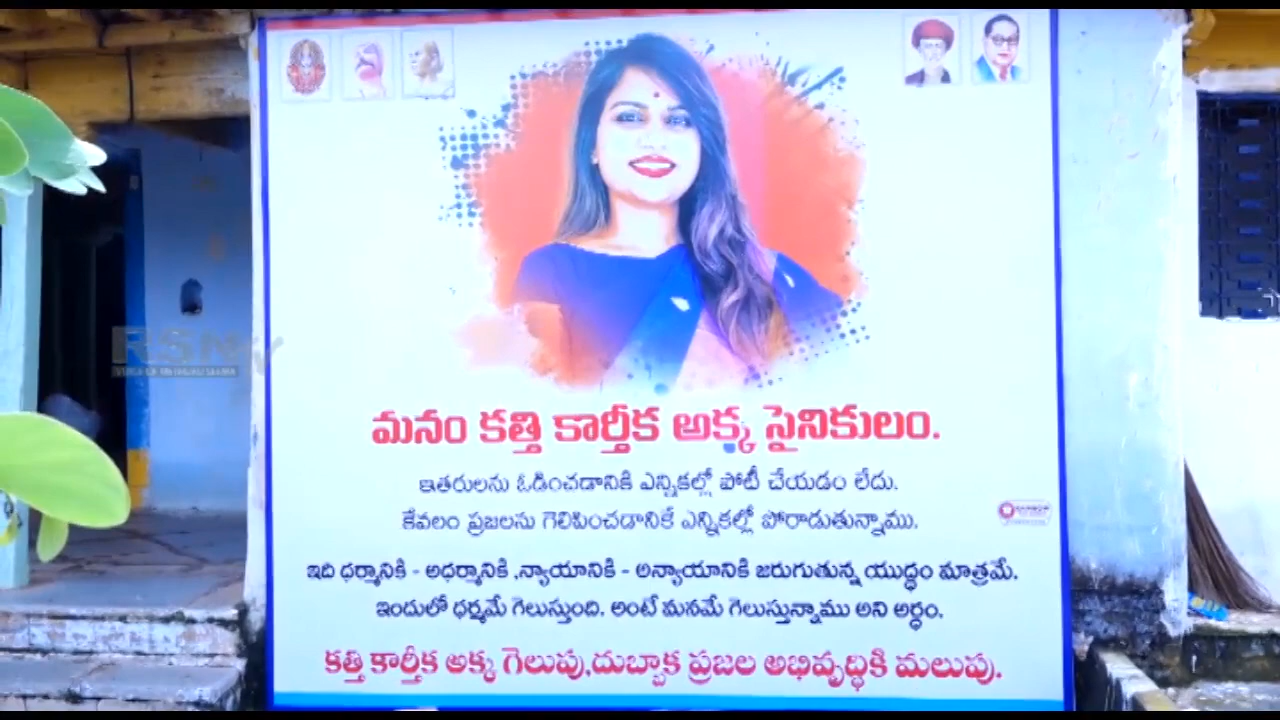 RSN
మనం కత్తి కార్తీక అక్క సైనికులం.
ఇతరులను ఓడించడానికి ఎన్నికల్లో పోటీ చేయడం లేదు.
కేవలం ప్రజలను గెలిపించడానికే ఎన్నికల్లో పోరాడుతున్నాము.
ఇది ధర్మానికి - అధర్మానికి ,న్యాయానికి - అన్యాయానికి జరుగుతున్న యుద్ధం మాత్రమే.
ఇందులో ధర్మమే గెలుస్తుంది. అంటే మనమే గెలుస్తున్నాము అని అర్ధం.
కత్తి కార్తీక అక్క గెలుపు,దుబ్బాక ప్రజల అభివృద్ధికి మలుపు.